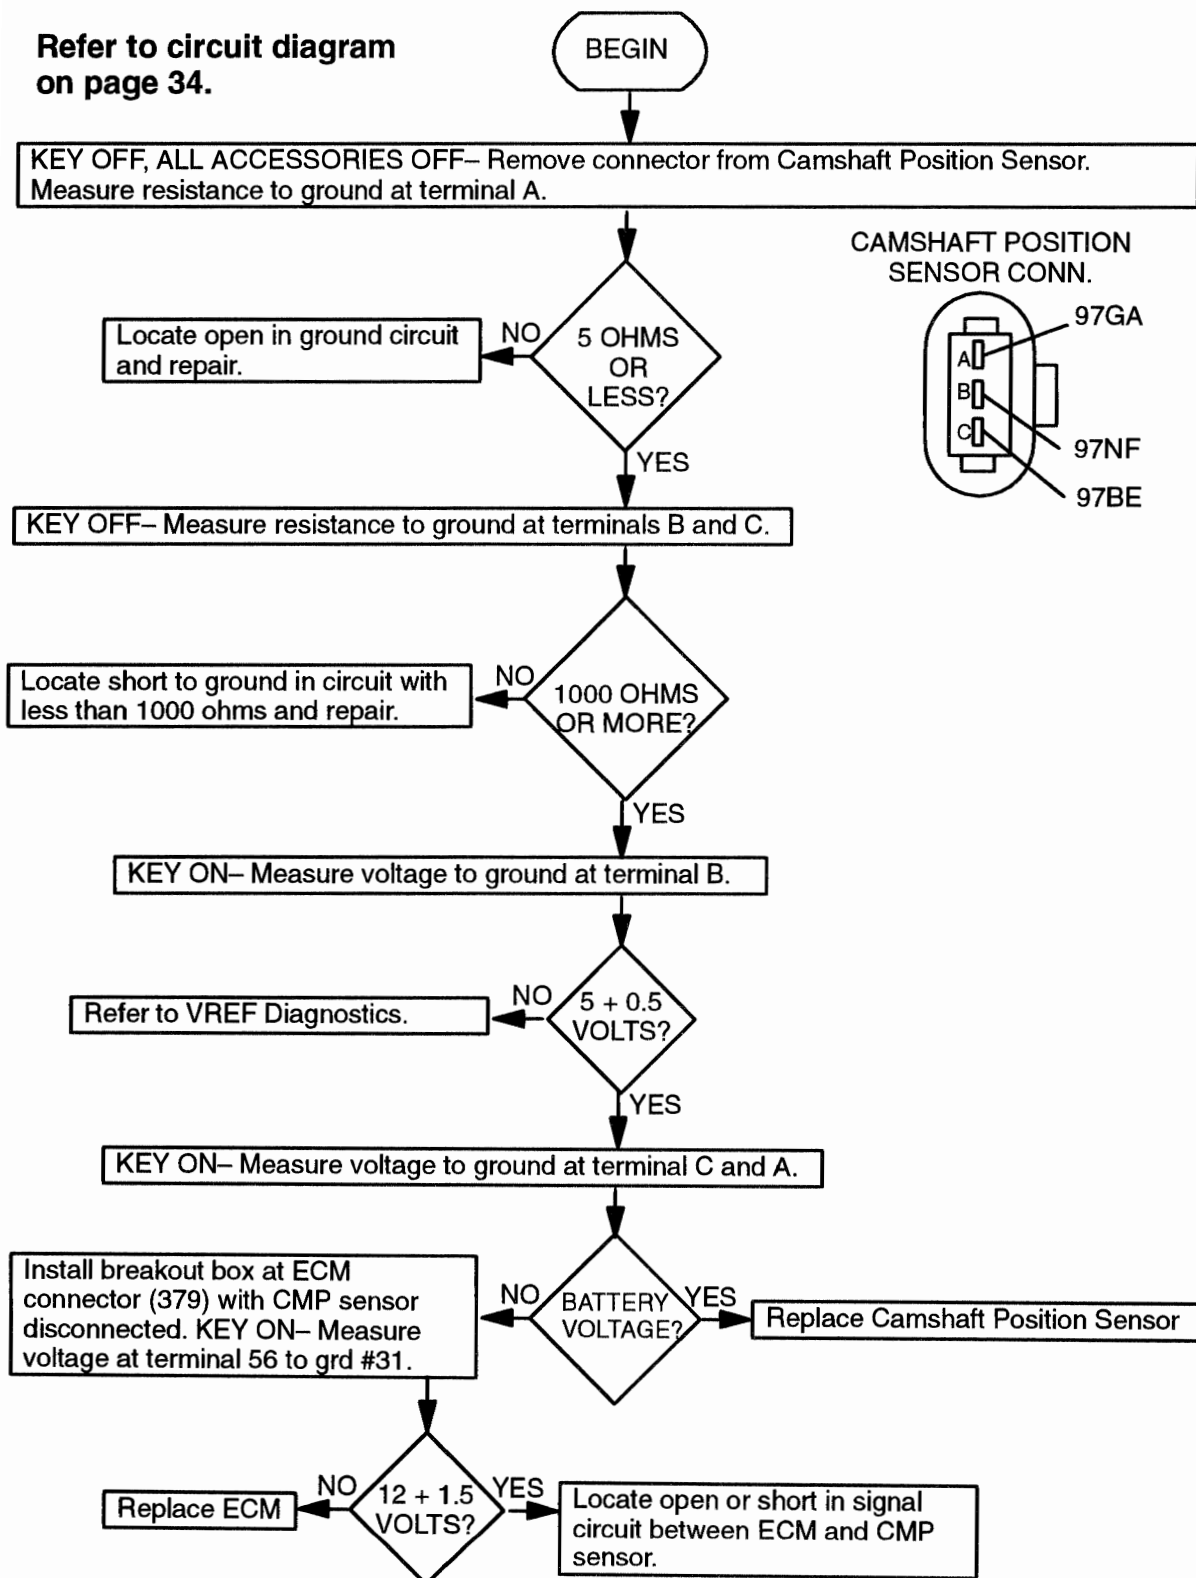 Refer to circuit diagram
on page 34.
BEGIN
KEY OFF, ALL ACCESSORIES OFF– Remove connector from Camshaft Position Sensor.
Measure resistance to ground at terminal A.
CAMSHAFT POSITION
SENSOR CONN.
97GA
A
B
C
97NF
97BE
5 OHMS
OR
LESS?
NO
Locate open in ground circuit
and repair.
YES
KEY OFF– Measure resistance to ground at terminals B and C.
1000 OHMS
OR MORE?
NO
Locate short to ground in circuit with
less than 1000 ohms and repair.
YES
KEY ON– Measure voltage to ground at terminal B.
5 + 0.5
VOLTS?
NO
Refer to VREF Diagnostics.
YES
KEY ON– Measure voltage to ground at terminal C and A.
BATTERY
VOLTAGE?
YES
Replace Camshaft Position Sensor
NO
Install breakout box at ECM
connector (379) with CMP sensor
disconnected. KEY ON– Measure
voltage at terminal 56 to grd #31.
12 + 1.5
VOLTS?
NO
Replace ECM
YES
Locate open or short in signal
circuit between ECM and CMP
sensor.